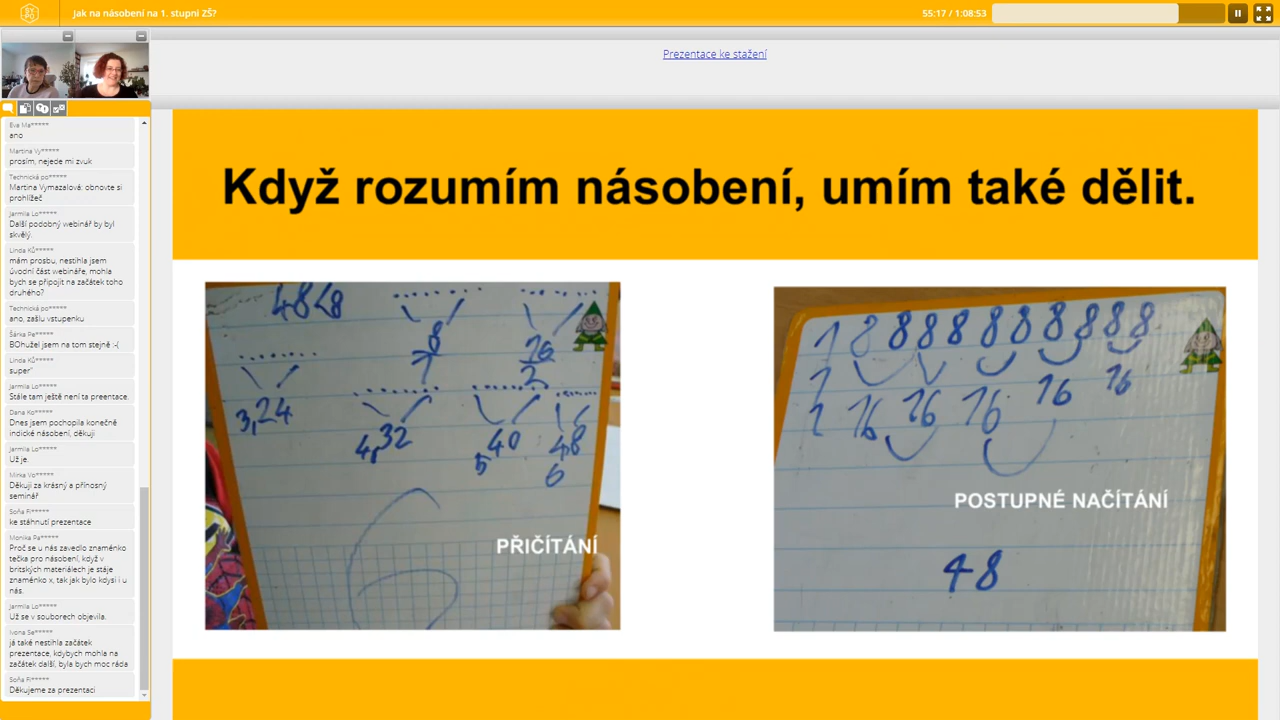 Jak na násobení na 1. stupni ZŠ?
55:17 / 1:08:53
Prezentace ke stažení
Eva Ma*****
ano
Martina Vy*****
prosím, nejede mi zvuk
Technická po*****
Martina Vymazalová: obnovte si
prohlížeč
Jarmila Lo*****
Další podobný webinář by byl
skvělý.
Linda Ků*****
mám prosbu, nestihla jsem
úvodní část webináře, mohla
bych se připojit na začátek toho
druhého?
Technická po*****
ano, zašlu vstupenku
Šárka Pe*****
BOhužel jsem na tom stejně :-(
Linda Ků*****
super"
Jarmila Lo*****
Stále tam ještě není ta preentace.
Dana Ko*****
Dnes jsem pochopila konečně
indické násobení, děkuji
Jarmila Lo*****
Už je.
Mirka Vo*****
Děkuji za krásný a přínosný
seminář
Soňa Fi*****
ke stáhnutí prezentace
Monika Pa*****
Proč se u nás zavedlo znaménko
tečka pro násobení, když v
britských materiálech je stáje
znaménko x, tak jak bylo kdysi i u
nás.
Jarmila Lo*****
Už se v souborech objevila.
Ivona Se*****
já také nestihla začátek
prezentace, kdybych mohla na
začátek další, byla bych moc ráda
Soňa Fi*****
Děkujeme za prezentaci
Když rozumím násobení, umím také dělit.
8
1
16
2
3,24
4,32
5 40
48
6
PŘIČÍTÁNÍ
8 8 8 8 8 8 8 8 8 8
16 16 16 16 16
POSTUPNÉ NAČÍTÁNÍ
48